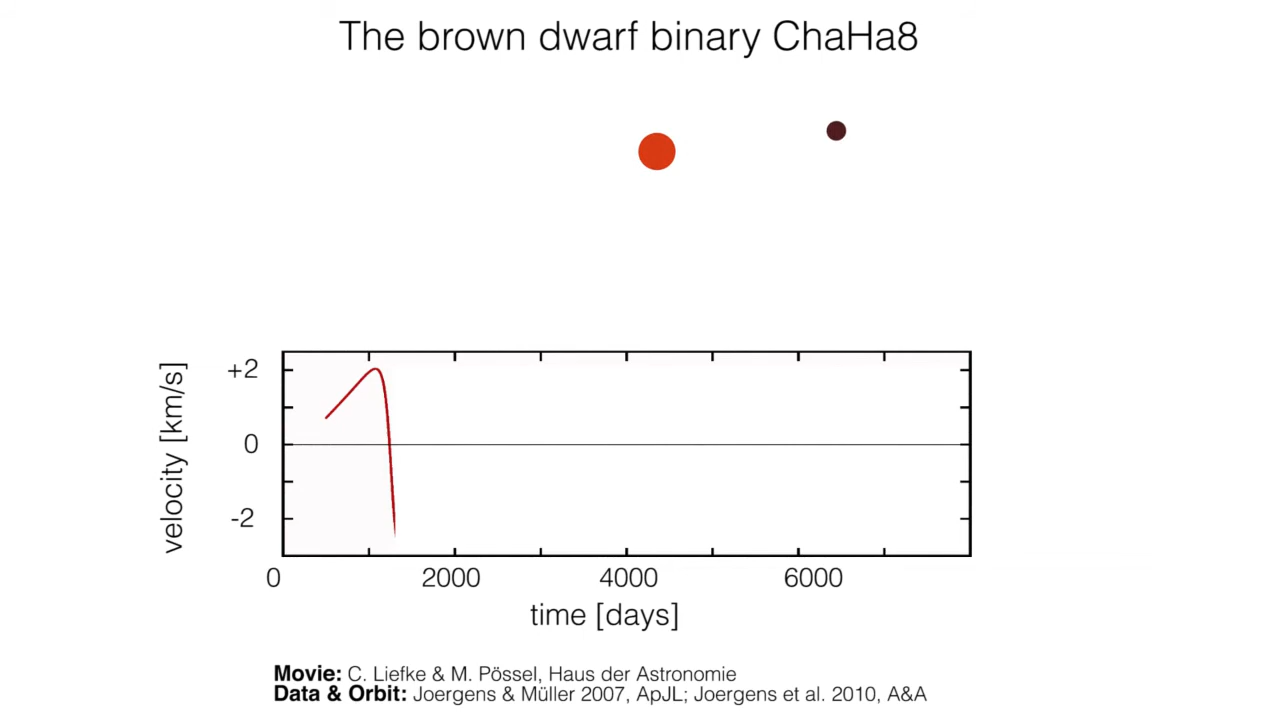 The brown dwarf binary ChaHa8
velocity [km/s]
+2
0
-2
0 2000 4000 6000
time [days]
Movie: C. Liefke & M. Pössel, Haus der Astronomie
Data & Orbit: Joergens & Müller 2007, ApJL; Joergens et al. 2010, A&A